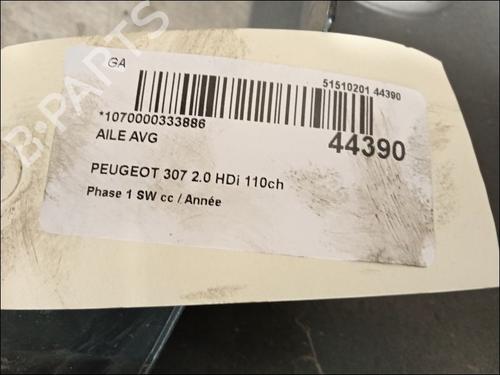 GA
51510201 44390
*1070000333886
44390
AILE AVG
PEUGEOT 307 2.0 HDi 110ch
Phase 1 SW cc / Année
B-PARTS